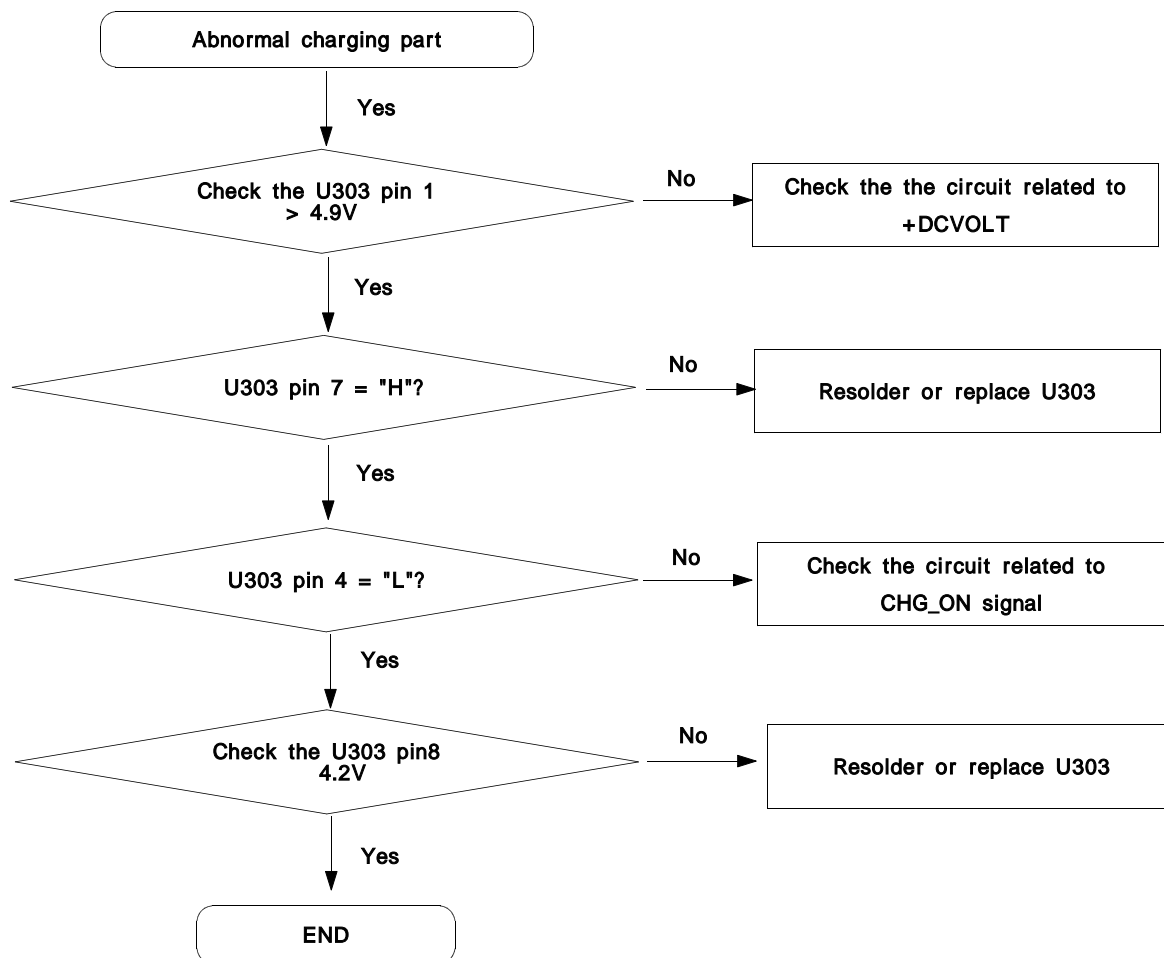 Abnormal charging part
Yes
Check the U303 pin 1
> 4.9V
No
Check the the circuit related to
+DCVOLT
Yes
U303 pin 7 = "H"?
No
Resolder or replace U303
Yes
U303 pin 4 = "L"?
No
Check the circuit related to
CHG_ON signal
Yes
Check the U303 pin8
4.2V
No
Resolder or replace U303
Yes
END